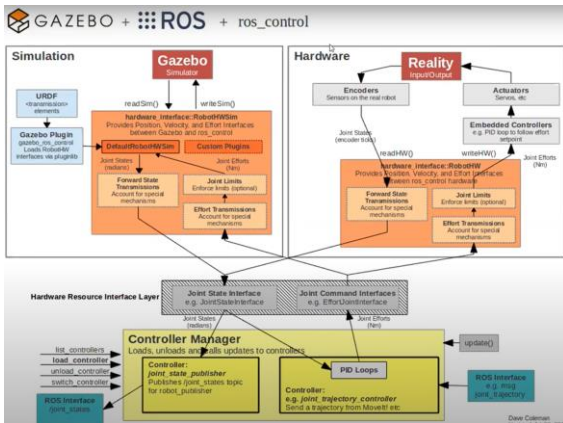 GAZEBO + ROS + ros_control
Simulation
Gazebo
Simulator
URDF
<transmission>
elements
readSim()
writeSim()
hardware_interface::RobotHWSim
Provides Position, Velocity, and Effort Interfaces
between Gazebo and ros_control
Gazebo Plugin
gazebo_ros_control
Loads RobotHW
Interfaces via pluginlib
DefaultRobotHWSim
Custom Plugins
Joint States
(radians)
Joint Efforts
(Nm)
Forward State
Transmissions
Account for special
mechanisms
Joint Limits
Enforce limits (optional)
Effort Transmissions
Account for special
mechanisms
Hardware
Reality
Input/Output
Encoders
Sensors on the real robot
Actuators
Servos, etc
Embedded Controllers
e.g. PID loop to follow effort
setpoint
Joint States
(encoder ticks)
readHW()
writeHW()
Joint Efforts
(Nm)
hardware_interface::RobotHW
Provides Position, Velocity, and Effort Interfaces
between ros_control hardware
Forward State
Transmissions
Account for special
mechanisms
Joint Limits
Enforce limits (optional)
Effort Transmissions
Account for special
mechanisms
Hardware Resource Interface Layer
Joint State Interface
e.g. JointStateInterface
Joint Command Interfaces
e.g. EffortJointInterface
Joint States
(radians)
Joint Efforts
(Nm)
Controller Manager
Loads, unloads and calls updates to controllers
list_controllers
load_controller
unload_controller
switch_controller
update()
Controller:
joint_state_publisher
Publishes /joint_states topic
for robot_publisher
PID Loops
Controller:
e.g. joint_trajectory_controller
Send a trajectory from MoveIt! etc
ROS Interface
/joint_states
ROS Interface
e.g. msg
joint_trajectory
Dave Coleman